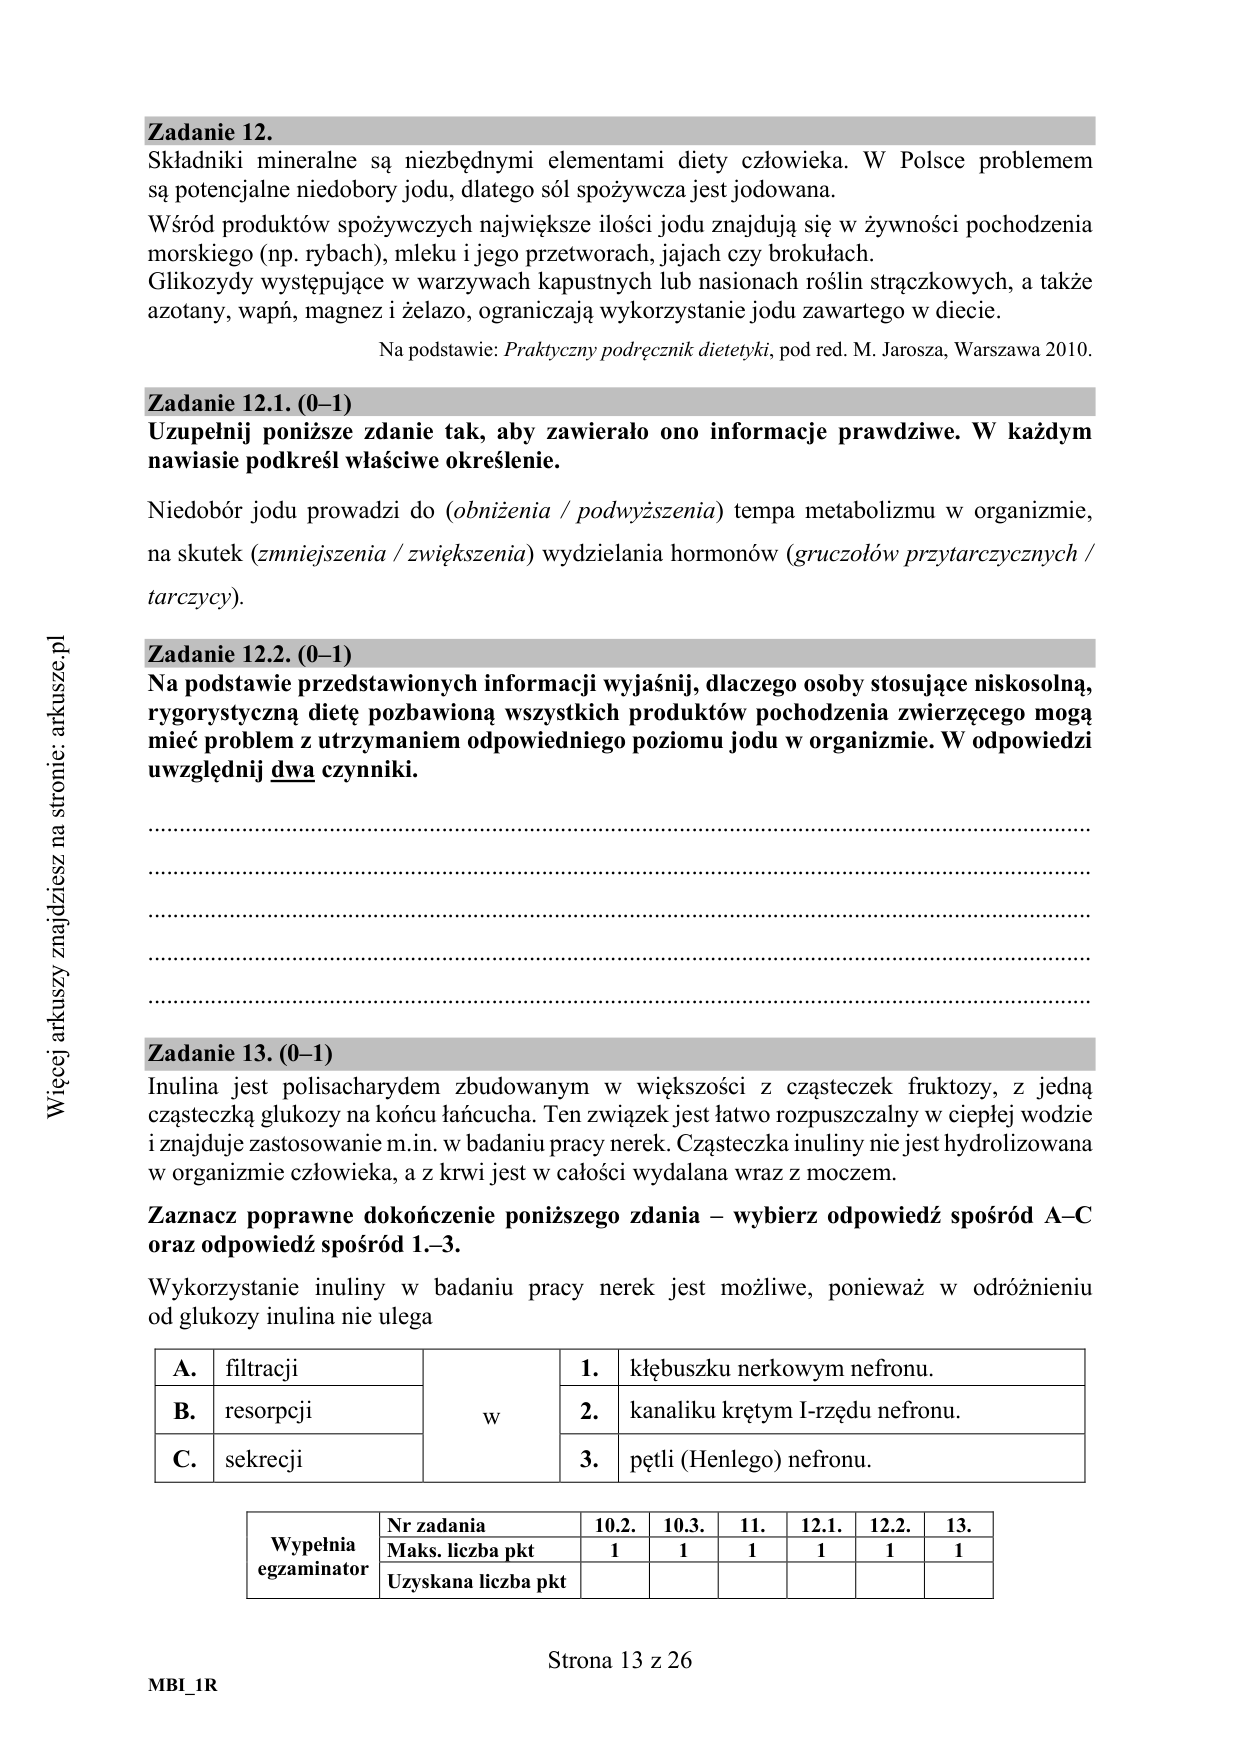 Zadanie 12.
Składniki mineralne są niezbędnymi elementami diety człowieka. W Polsce problemem
są potencjalne niedobory jodu, dlatego sól spożywcza jest jodowana.
Wśród produktów spożywczych największe ilości jodu znajdują się w żywności pochodzenia
morskiego (np. rybach), mleku i jego przetworach, jajach czy brokułach.
Glikozydy występujące w warzywach kapustnych lub nasionach roślin strączkowych, a także
azotany, wapń, magnez i żelazo, ograniczają wykorzystanie jodu zawartego w diecie.
Na podstawie: Praktyczny podręcznik dietetyki, pod red. M. Jarosza, Warszawa 2010.
Zadanie 12.1. (0–1)
Uzupełnij poniższe zdanie tak, aby zawierało ono informacje prawdziwe. W każdym
nawiasie podkreśl właściwe określenie.
Niedobór jodu prowadzi do (obniżenia / podwyższenia) tempa metabolizmu w organizmie,
na skutek (zmniejszenia / zwiększenia) wydzielania hormonów (gruczołów przytarczycznych /
tarczycy).
Zadanie 12.2. (0–1)
Na podstawie przedstawionych informacji wyjaśnij, dlaczego osoby stosujące niskosolną,
rygorystyczną dietę pozbawioną wszystkich produktów pochodzenia zwierzęcego mogą
mieć problem z utrzymaniem odpowiedniego poziomu jodu w organizmie. W odpowiedzi
uwzględnij dwa czynniki.
Zadanie 13. (0–1)
Inulina jest polisacharydem zbudowanym w większości z cząsteczek fruktozy, z jedną
cząsteczką glukozy na końcu łańcucha. Ten związek jest łatwo rozpuszczalny w ciepłej wodzie
i znajduje zastosowanie m.in. w badaniu pracy nerek. Cząsteczka inuliny nie jest hydrolizowana
w organizmie człowieka, a z krwi jest w całości wydalana wraz z moczem.
Zaznacz poprawne dokończenie poniższego zdania – wybierz odpowiedź spośród A–C
oraz odpowiedź spośród 1.–3.
Wykorzystanie inuliny w badaniu pracy nerek jest możliwe, ponieważ w odróżnieniu
od glukozy inulina nie ulega
A. filtracji 1. kłębuszku nerkowym nefronu.
B. resorpcji w 2. kanaliku krętym I-rzędu nefronu.
C. sekrecji 3. pętli (Henlego) nefronu.
Wypełnia egzaminator
Nr zadania 10.2. 10.3. 11. 12.1. 12.2. 13.
Maks. liczba pkt 1 1 1 1 1 1
Uzyskana liczba pkt
Strona 13 z 26
MBI_1R
Więcej arkuszy znajdziesz na stronie: arkusze.pl